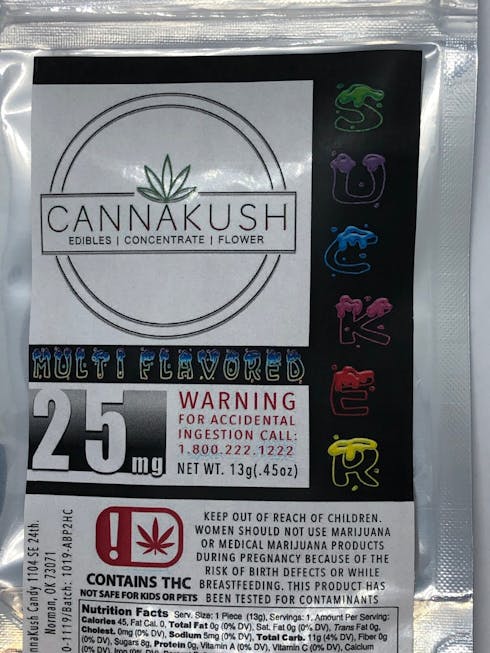 CANNAKUSH
EDIBLES | CONCENTRATE | FLOWER
SUCKER
MULTI FLAVORED
25mg
WARNING
FOR ACCIDENTAL
INGESTION CALL:
1.800.222.1222
NET WT. 13g(.45oz)
KEEP OUT OF REACH OF CHILDREN.
WOMEN SHOULD NOT USE MARIJUANA
OR MEDICAL MARIJUANA PRODUCTS
DURING PREGNANCY BECAUSE OF THE
RISK OF BIRTH DEFECTS OR WHILE
BREASTFEEDING. THIS PRODUCT HAS
BEEN TESTED FOR CONTAMINANTS
!
CONTAINS THC
NOT SAFE FOR KIDS OR PETS
Kush Candy 1104 SE 24th.
Norman, OK 73071
0-1119/Batch: 1019-ABP2HC
Nutrition Facts Serv. Size: 1 Piece (13g), Servings: 1, Amount Per Serving:
Calories 45, Fat Cal. 0, Total Fat 0g (0% DV), Sat. Fat 0g (0% DV), Trans Fat 0g,
Cholest. 0mg (0% DV), Sodium 5mg (0% DV), Total Carb. 11g (4% DV), Fiber 0g
(0% DV), Sugars 8g, Protein 0g, Vitamin A (0% DV), Vitamin C (0% DV), Calcium